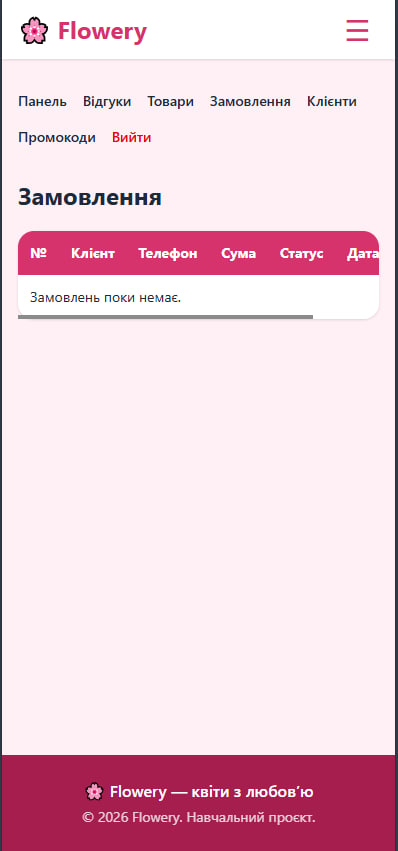 Flowery
Панель Відгуки Товари Замовлення Клієнти
Промокоди Вийти
Замовлення
№ Клієнт Телефон Сума Статус Дата
Замовлень поки немає.
Flowery — квіти з любов’ю
© 2026 Flowery. Навчальний проєкт.